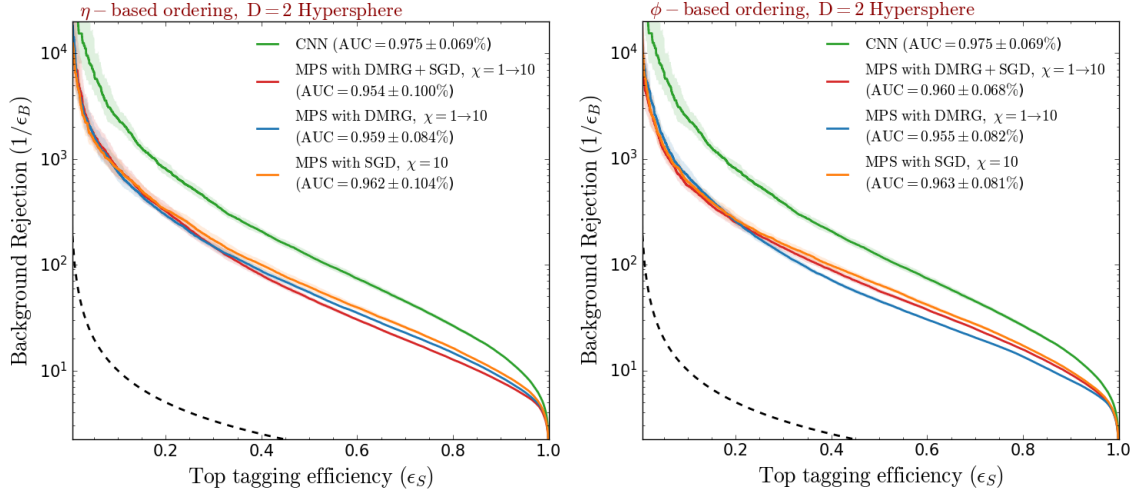 η − based ordering, D = 2 Hypersphere
CNN (AUC = 0.975 ± 0.069%)
MPS with DMRG + SGD, χ = 1→10
(AUC = 0.954 ± 0.100%)
MPS with DMRG, χ = 1→10
(AUC = 0.959 ± 0.084%)
MPS with SGD, χ = 10
(AUC = 0.962 ± 0.104%)
Background Rejection (1/ϵ_B)
10^4
10^3
10^2
10^1
0.2 0.4 0.6 0.8 1.0
Top tagging efficiency (ϵ_S)
ϕ − based ordering, D = 2 Hypersphere
CNN (AUC = 0.975 ± 0.069%)
MPS with DMRG + SGD, χ = 1→10
(AUC = 0.960 ± 0.068%)
MPS with DMRG, χ = 1→10
(AUC = 0.955 ± 0.082%)
MPS with SGD, χ = 10
(AUC = 0.963 ± 0.081%)
Background Rejection (1/ϵ_B)
10^4
10^3
10^2
10^1
0.2 0.4 0.6 0.8 1.0
Top tagging efficiency (ϵ_S)